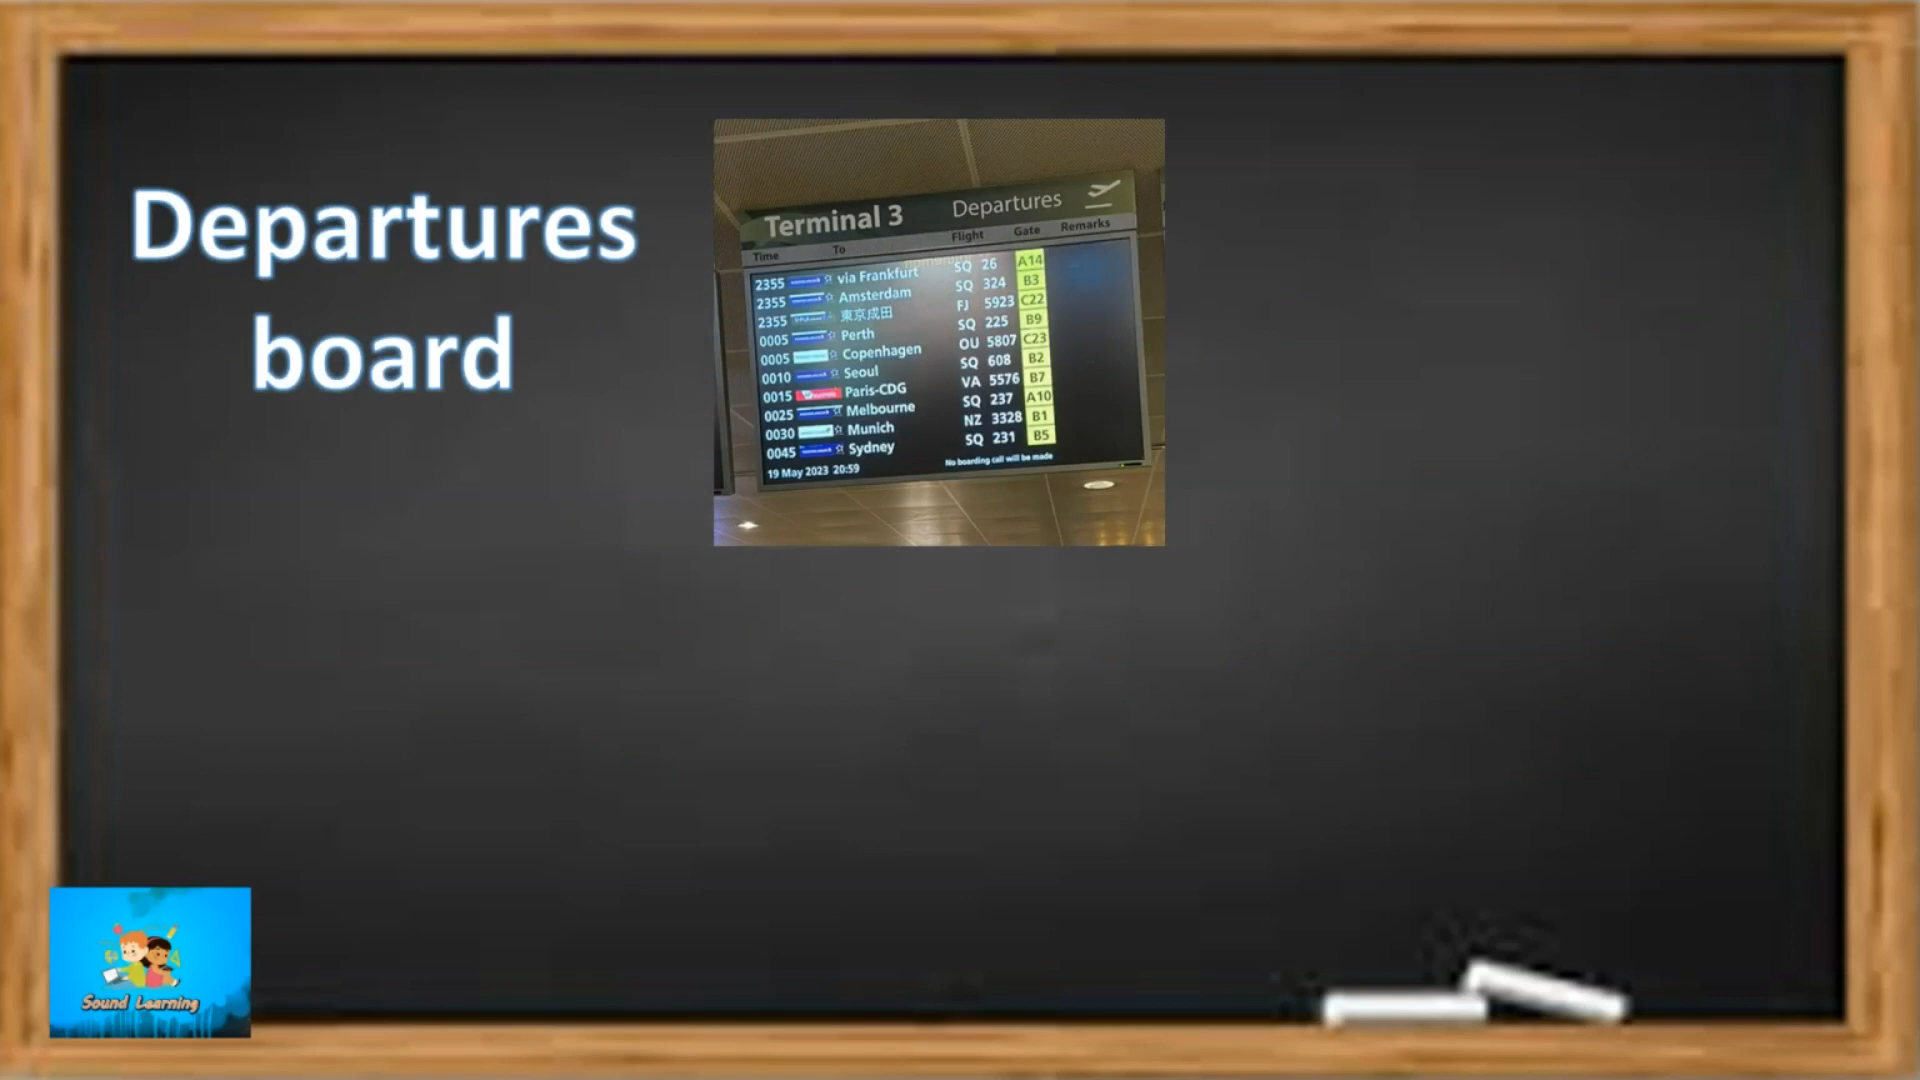 Departures
board
Terminal 3 Departures
Time To Flight Gate Remarks
2355 via Frankfurt SQ 26 A14
2355 Amsterdam SQ 324 B3
2355 東京成田 FJ 5923 C22
0005 Perth SQ 225 B9
0005 Copenhagen OU 5807 C23
0010 Seoul SQ 608 B2
0015 Paris-CDG VA 5576 B7
0025 Melbourne SQ 237 A10
0030 Munich NZ 3328 B1
0045 Sydney SQ 231 B5
19 May 2023 20:59 No boarding call will be made
Sound Learning